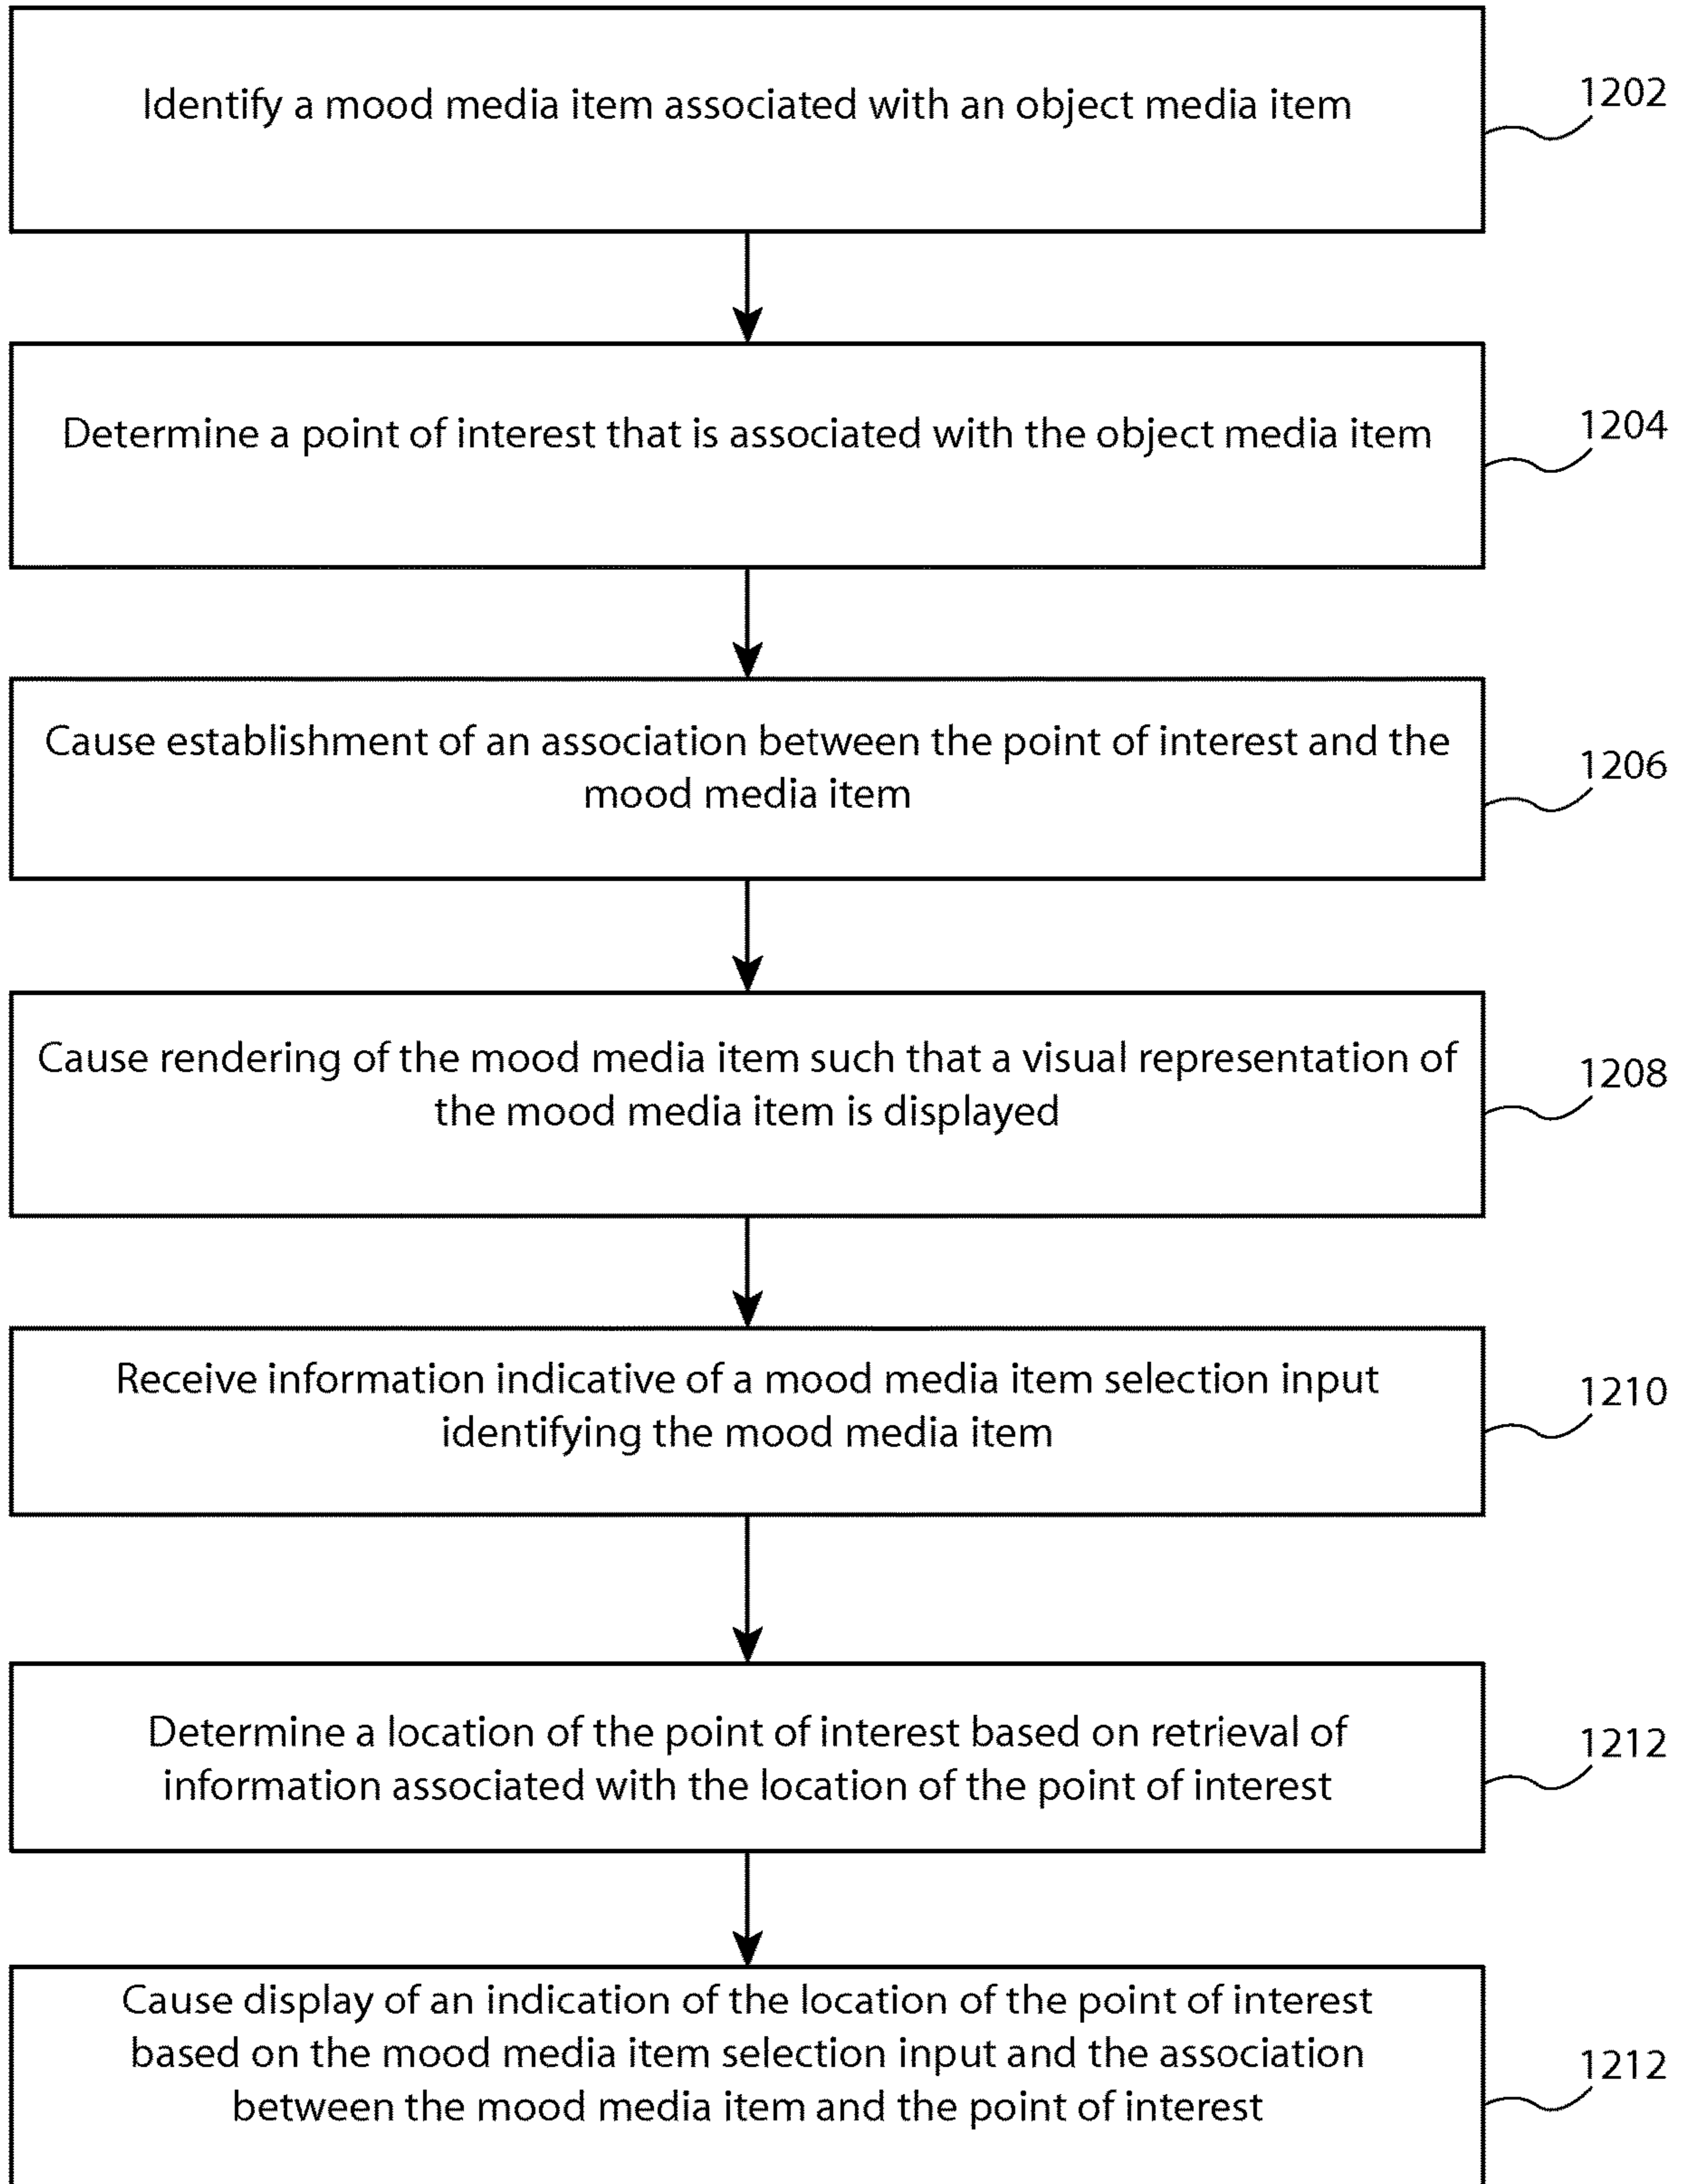 Identify a mood media item associated with an object media item
1202
Determine a point of interest that is associated with the object media item
1204
Cause establishment of an association between the point of interest and the
mood media item
1206
Cause rendering of the mood media item such that a visual representation of
the mood media item is displayed
1208
Receive information indicative of a mood media item selection input
identifying the mood media item
1210
Determine a location of the point of interest based on retrieval of
information associated with the location of the point of interest
1212
Cause display of an indication of the location of the point of interest
based on the mood media item selection input and the association
between the mood media item and the point of interest
1212